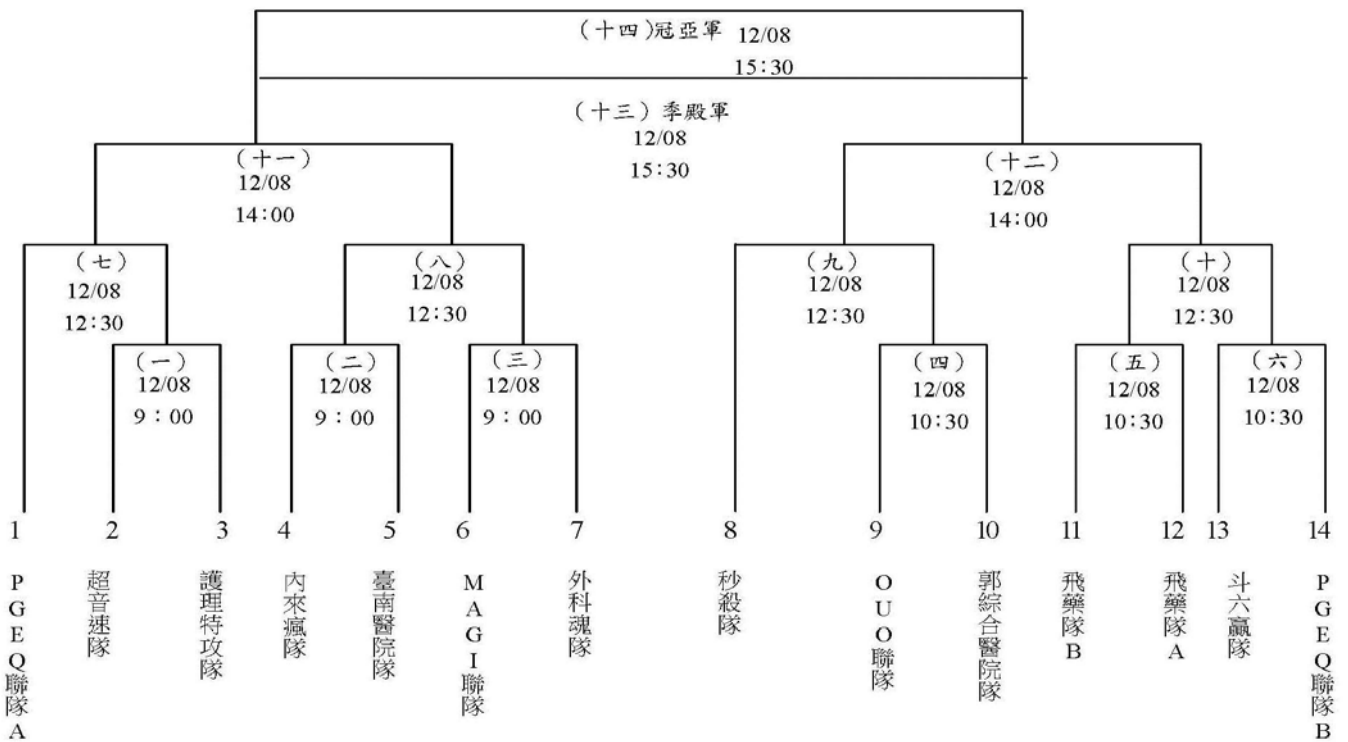 (十四)冠亞軍 12/08
15:30
(十三)季殿軍
12/08
15:30
(十一)
12/08
14:00
(十二)
12/08
14:00
(七)
12/08
12:30
(八)
12/08
12:30
(九)
12/08
12:30
(十)
12/08
12:30
(一)
12/08
9:00
(二)
12/08
9:00
(三)
12/08
9:00
(四)
12/08
10:30
(五)
12/08
10:30
(六)
12/08
10:30
1 2 3 4 5 6 7 8 9 10 11 12 13 14
PGEQ聯隊A
超音速隊
護理特攻隊
內來瘋隊
臺南醫院隊
MAGI聯隊
外科魂隊
秒殺隊
OUO聯隊
郭綜合醫院隊
飛藥隊B
飛藥隊A
斗六贏隊
PGEQ聯隊B